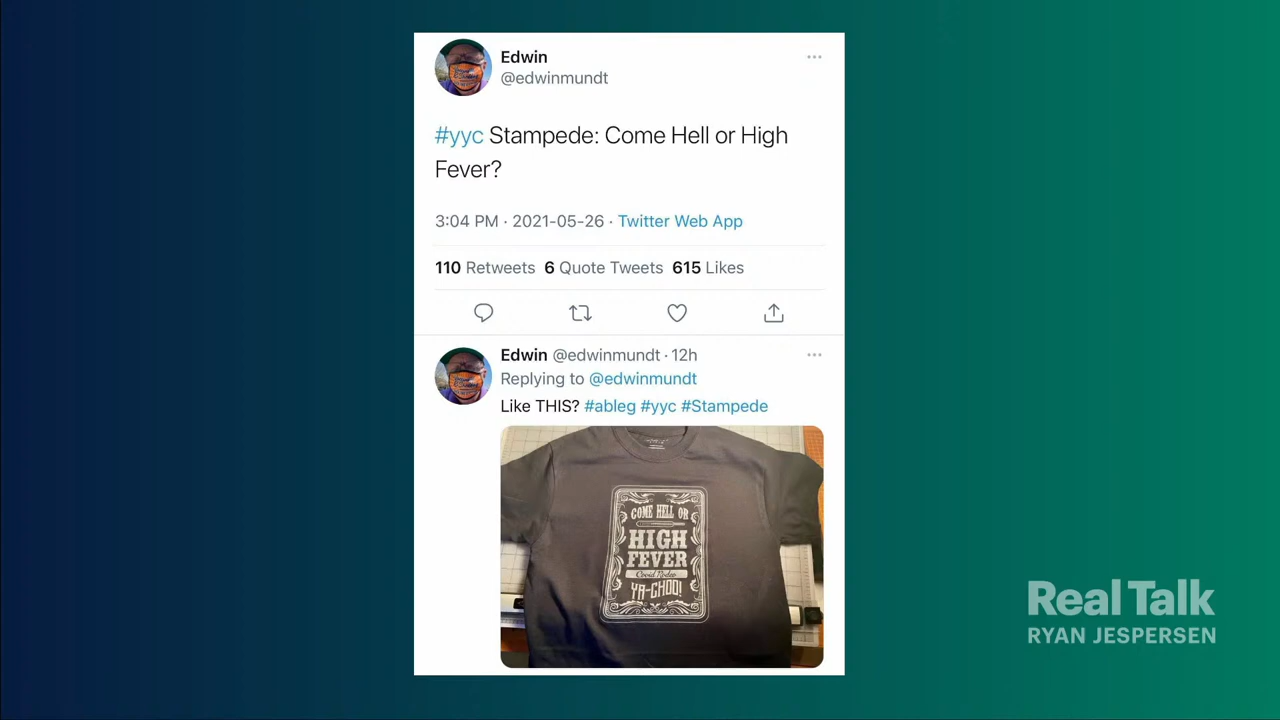 Edwin
@edwinmundt
#yyc Stampede: Come Hell or High
Fever?
3:04 PM · 2021-05-26 · Twitter Web App
110 Retweets 6 Quote Tweets 615 Likes
Edwin @edwinmundt · 12h
Replying to @edwinmundt
Like THIS? #ableg #yyc #Stampede
COME HELL OR
HIGH
FEVER
Covid Rodeo
YA-CHOO!
Real Talk
RYAN JESPERSEN